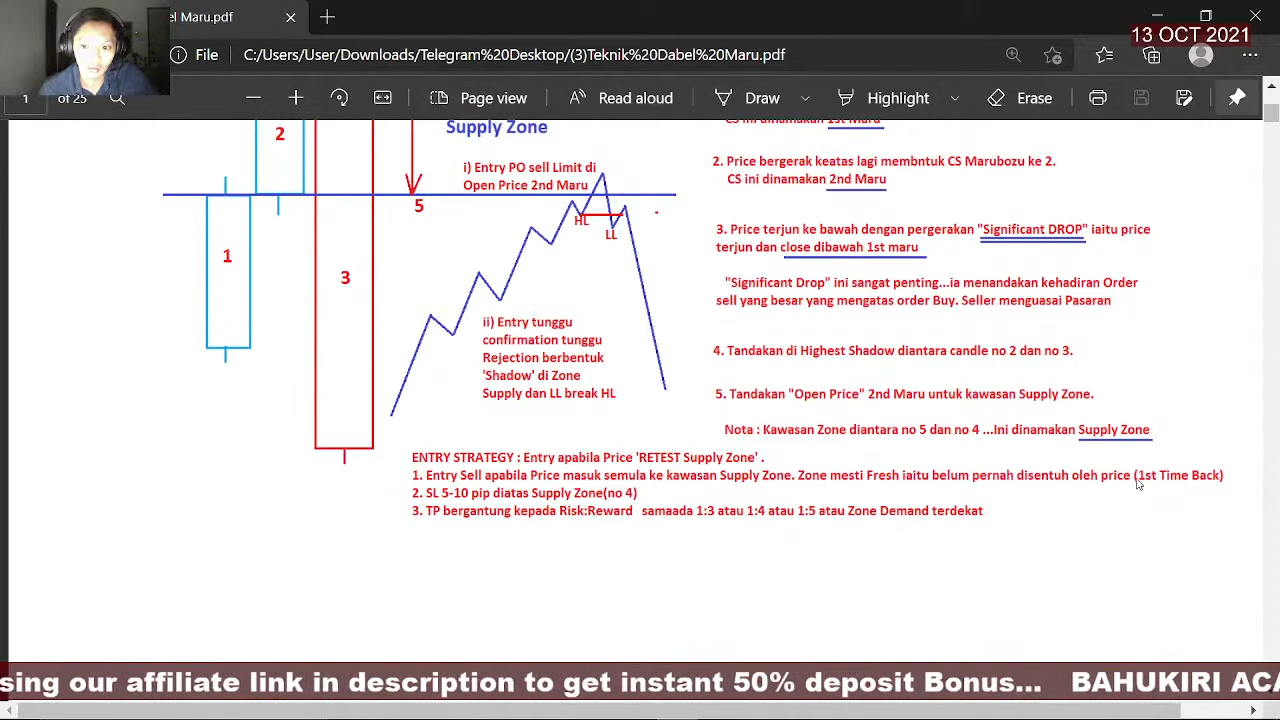 bel Maru.pdf
13 OCT 2021
File
C:/Users/User/Downloads/Telegram%20Desktop/(3)Teknik%20Dabel%20Maru.pdf
1 of 25
Page view
Read aloud
Draw
Highlight
Erase
Supply Zone
i) Entry PO sell Limit di
Open Price 2nd Maru
2
5
1
3
HL
LL
ii) Entry tunggu
confirmation tunggu
Rejection berbentuk
'Shadow' di Zone
Supply dan LL break HL
CS ini dinamakan 1st Maru
2. Price bergerak keatas lagi membntuk CS Marubozu ke 2.
CS ini dinamakan 2nd Maru
3. Price terjun ke bawah dengan pergerakan "Significant DROP" iaitu price
terjun dan close dibawah 1st maru
"Significant Drop" ini sangat penting...ia menandakan kehadiran Order
sell yang besar yang mengatas order Buy. Seller menguasai Pasaran
4. Tandakan di Highest Shadow diantara candle no 2 dan no 3.
5. Tandakan "Open Price" 2nd Maru untuk kawasan Supply Zone.
Nota : Kawasan Zone diantara no 5 dan no 4 ...Ini dinamakan Supply Zone
ENTRY STRATEGY : Entry apabila Price 'RETEST Supply Zone' .
1. Entry Sell apabila Price masuk semula ke kawasan Supply Zone. Zone mesti Fresh iaitu belum pernah disentuh oleh price (1st Time Back)
2. SL 5-10 pip diatas Supply Zone(no 4)
3. TP bergantung kepada Risk:Reward samaada 1:3 atau 1:4 atau 1:5 atau Zone Demand terdekat
sing our affiliate link in description to get instant 50% deposit Bonus... BAHUKIRI ACA